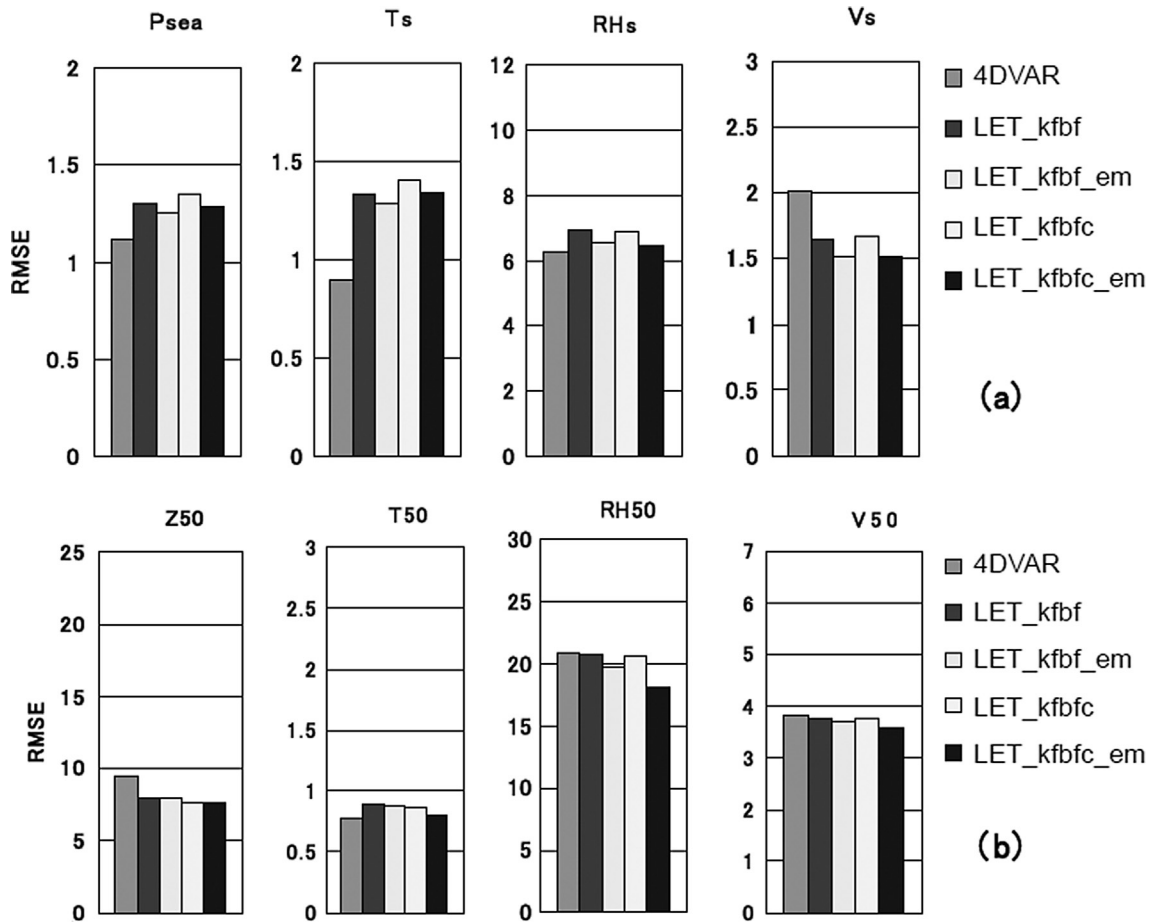 Psea
Ts
RHs
Vs
2
1.5
1
0.5
0
2
1.5
1
0.5
0
12
10
8
6
4
2
0
3
2.5
2
1.5
1
0.5
0
RMSE
4DVAR
LET_kfbf
LET_kfbf_em
LET_kfbfc
LET_kfbfc_em
(a)
Z50
T50
RH50
V50
25
20
15
10
5
0
3
2.5
2
1.5
1
0.5
0
30
25
20
15
10
5
0
7
6
5
4
3
2
1
0
RMSE
4DVAR
LET_kfbf
LET_kfbf_em
LET_kfbfc
LET_kfbfc_em
(b)